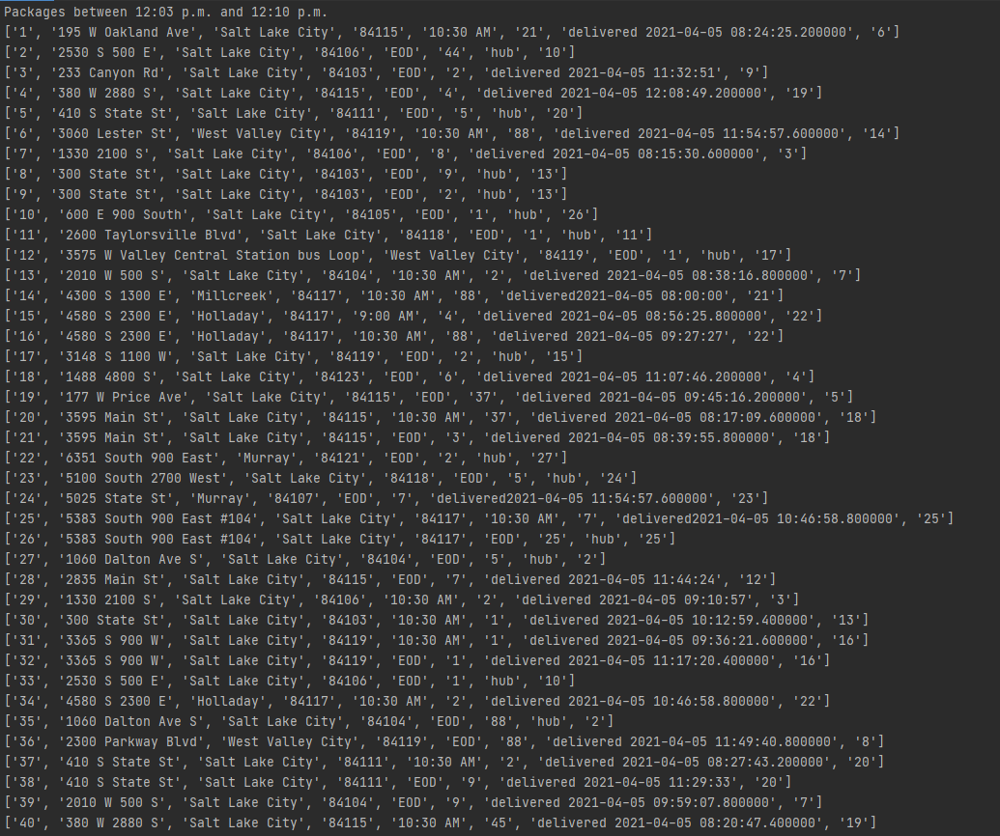 Packages between 12:03 p.m. and 12:10 p.m.
['1', '195 W Oakland Ave', 'Salt Lake City', '84115', '10:30 AM', '21', 'delivered 2021-04-05 08:24:25.200000', '6']
['2', '2530 S 500 E', 'Salt Lake City', '84106', 'EOD', '44', 'hub', '10']
['3', '233 Canyon Rd', 'Salt Lake City', '84103', 'EOD', '2', 'delivered 2021-04-05 11:32:51', '9']
['4', '380 W 2880 S', 'Salt Lake City', '84115', 'EOD', '4', 'delivered 2021-04-05 12:08:49.200000', '19']
['5', '410 S State St', 'Salt Lake City', '84111', 'EOD', '5', 'hub', '20']
['6', '3060 Lester St', 'West Valley City', '84119', '10:30 AM', '88', 'delivered 2021-04-05 11:54:57.600000', '14']
['7', '1330 2100 S', 'Salt Lake City', '84106', 'EOD', '8', 'delivered 2021-04-05 08:15:30.600000', '3']
['8', '300 State St', 'Salt Lake City', '84103', 'EOD', '9', 'hub', '13']
['9', '300 State St', 'Salt Lake City', '84103', 'EOD', '2', 'hub', '13']
['10', '600 E 900 South', 'Salt Lake City', '84105', 'EOD', '1', 'hub', '26']
['11', '2600 Taylorsville Blvd', 'Salt Lake City', '84118', 'EOD', '1', 'hub', '11']
['12', '3575 W Valley Central Station bus Loop', 'West Valley City', '84119', 'EOD', '1', 'hub', '17']
['13', '2010 W 500 S', 'Salt Lake City', '84104', '10:30 AM', '2', 'delivered 2021-04-05 08:38:16.800000', '7']
['14', '4300 S 1300 E', 'Millcreek', '84117', '10:30 AM', '88', 'delivered2021-04-05 08:00:00', '21']
['15', '4580 S 2300 E', 'Holladay', '84117', '9:00 AM', '4', 'delivered 2021-04-05 08:56:25.800000', '22']
['16', '4580 S 2300 E', 'Holladay', '84117', '10:30 AM', '88', 'delivered 2021-04-05 09:27:27', '22']
['17', '3148 S 1100 W', 'Salt Lake City', '84119', 'EOD', '2', 'hub', '15']
['18', '1488 4800 S', 'Salt Lake City', '84123', 'EOD', '6', 'delivered 2021-04-05 11:07:46.200000', '4']
['19', '177 W Price Ave', 'Salt Lake City', '84115', 'EOD', '37', 'delivered 2021-04-05 09:45:16.200000', '5']
['20', '3595 Main St', 'Salt Lake City', '84115', '10:30 AM', '37', 'delivered 2021-04-05 08:17:09.600000', '18']
['21', '3595 Main St', 'Salt Lake City', '84115', 'EOD', '3', 'delivered 2021-04-05 08:39:55.800000', '18']
['22', '6351 South 900 East', 'Murray', '84121', 'EOD', '2', 'hub', '27']
['23', '5100 South 2700 West', 'Salt Lake City', '84118', 'EOD', '5', 'hub', '24']
['24', '5025 State St', 'Murray', '84107', 'EOD', '7', 'delivered2021-04-05 11:54:57.600000', '23']
['25', '5383 South 900 East #104', 'Salt Lake City', '84117', '10:30 AM', '7', 'delivered2021-04-05 10:46:58.800000', '25']
['26', '5383 South 900 East #104', 'Salt Lake City', '84117', 'EOD', '25', 'hub', '25']
['27', '1060 Dalton Ave S', 'Salt Lake City', '84104', 'EOD', '5', 'hub', '2']
['28', '2835 Main St', 'Salt Lake City', '84115', 'EOD', '7', 'delivered 2021-04-05 11:44:24', '12']
['29', '1330 2100 S', 'Salt Lake City', '84106', '10:30 AM', '2', 'delivered 2021-04-05 09:10:57', '3']
['30', '300 State St', 'Salt Lake City', '84103', '10:30 AM', '1', 'delivered 2021-04-05 10:12:59.400000', '13']
['31', '3365 S 900 W', 'Salt Lake City', '84119', '10:30 AM', '1', 'delivered 2021-04-05 09:36:21.600000', '16']
['32', '3365 S 900 W', 'Salt Lake City', '84119', 'EOD', '1', 'delivered 2021-04-05 11:17:20.400000', '16']
['33', '2530 S 500 E', 'Salt Lake City', '84106', 'EOD', '1', 'hub', '10']
['34', '4580 S 2300 E', 'Holladay', '84117', '10:30 AM', '2', 'delivered 2021-04-05 10:46:58.800000', '22']
['35', '1060 Dalton Ave S', 'Salt Lake City', '84104', 'EOD', '88', 'hub', '2']
['36', '2300 Parkway Blvd', 'West Valley City', '84119', 'EOD', '88', 'delivered 2021-04-05 11:49:40.800000', '8']
['37', '410 S State St', 'Salt Lake City', '84111', '10:30 AM', '2', 'delivered 2021-04-05 08:27:43.200000', '20']
['38', '410 S State St', 'Salt Lake City', '84111', 'EOD', '9', 'delivered 2021-04-05 11:29:33', '20']
['39', '2010 W 500 S', 'Salt Lake City', '84104', 'EOD', '9', 'delivered 2021-04-05 09:59:07.800000', '7']
['40', '380 W 2880 S', 'Salt Lake City', '84115', '10:30 AM', '45', 'delivered 2021-04-05 08:20:47.400000', '19']